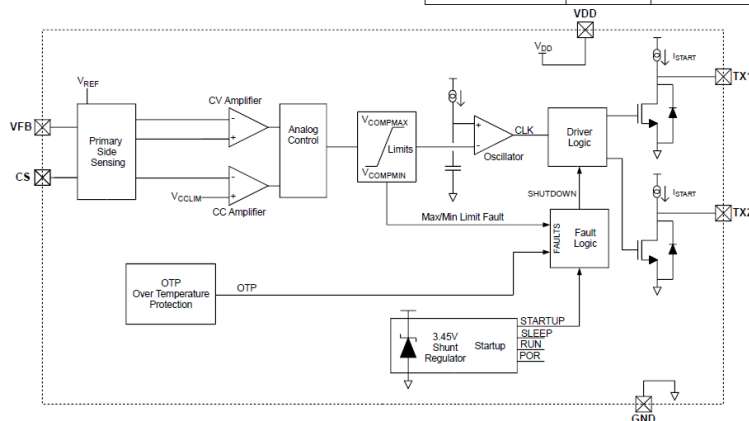 VDD
VDD
ISTART
TX1
VREF
VFB
CV Amplifier
Primary
Side
Sensing
-
+
Analog
Control
VCOMPMAX
Limits
VCOMPMIN
+
-
CLK
Oscillator
Driver
Logic
CS
-
VCCLIM
+
CC Amplifier
SHUTDOWN
ISTART
TX2
Max/Min Limit Fault
FAULTS
Fault
Logic
OTP
Over Temperature
Protection
OTP
STARTUP
3.45V
Shunt
Regulator
Startup
SLEEP
RUN
POR
GND